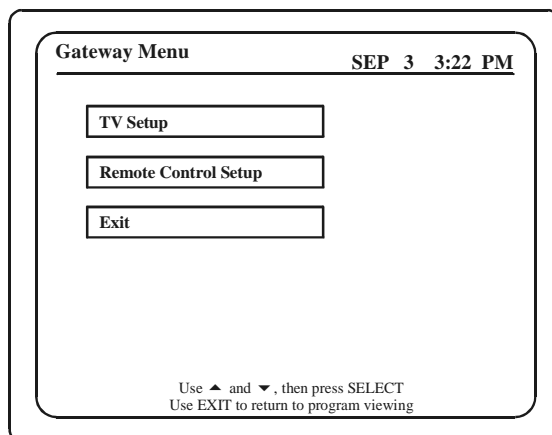 Gateway Menu
SEP 3 3:22 PM
TV Setup
Remote Control Setup
Exit
Use ▲ and ▼, then press SELECT
Use EXIT to return to program viewing